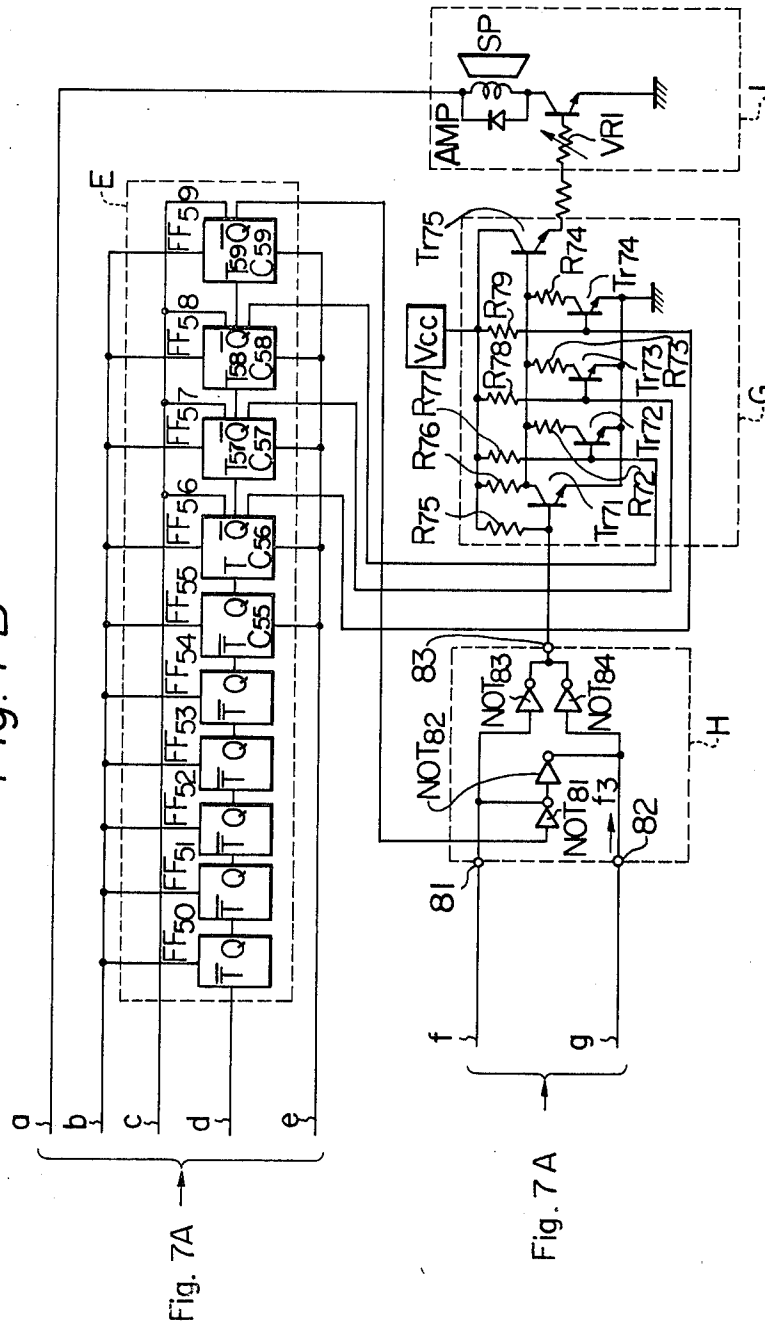 Fig. 7B
a
b
c
d
e
Fig. 7A
E
FF50
FF51
FF52
FF53
FF54
FF55
FF56
FF57
FF58
FF59
T̅ Q
T̅ Q
T̅ Q
T̅ Q
T̅ Q
T̅ Q
C55
T Q̅
C56
T57 Q̅
C57
T58 Q̅
C58
T59 Q̅
C59
AMP
SP
VR1
I
Vcc
R75
R76
R77
R78
R79
Tr75
R74
Tr74
R73
Tr73
Tr72
R72
Tr71
G
f
g
Fig. 7A
81
82
f3
NOT81
NOT82
NOT83
NOT84
83
H